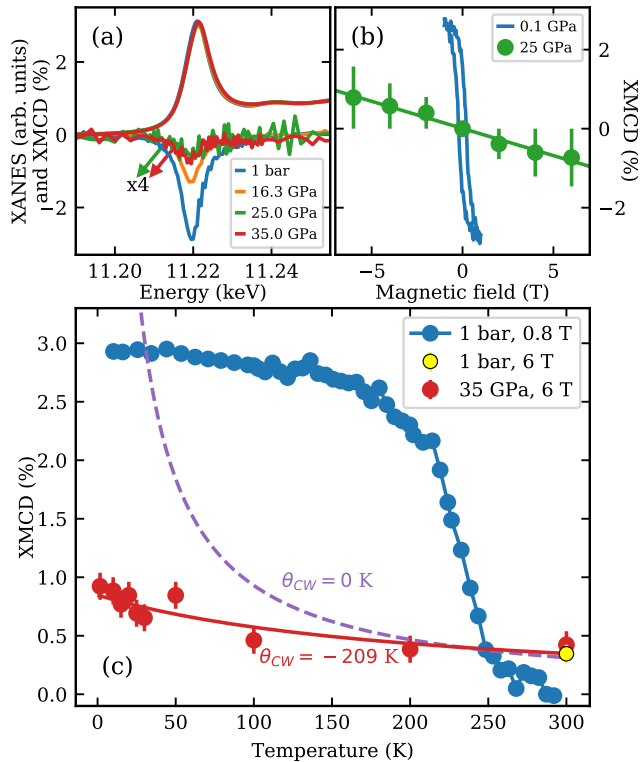 (a)
XANES (arb. units)
and XMCD (%)
2
0
−2
x4
1 bar
16.3 GPa
25.0 GPa
35.0 GPa
11.20
11.22
11.24
Energy (keV)
(b)
0.1 GPa
25 GPa
2
0
−2
XMCD (%)
−5
0
5
Magnetic field (T)
1 bar, 0.8 T
1 bar, 6 T
35 GPa, 6 T
3.0
2.5
2.0
1.5
1.0
0.5
0.0
XMCD (%)
θCW = 0 K
θCW = −209 K
(c)
0
50
100
150
200
250
300
Temperature (K)